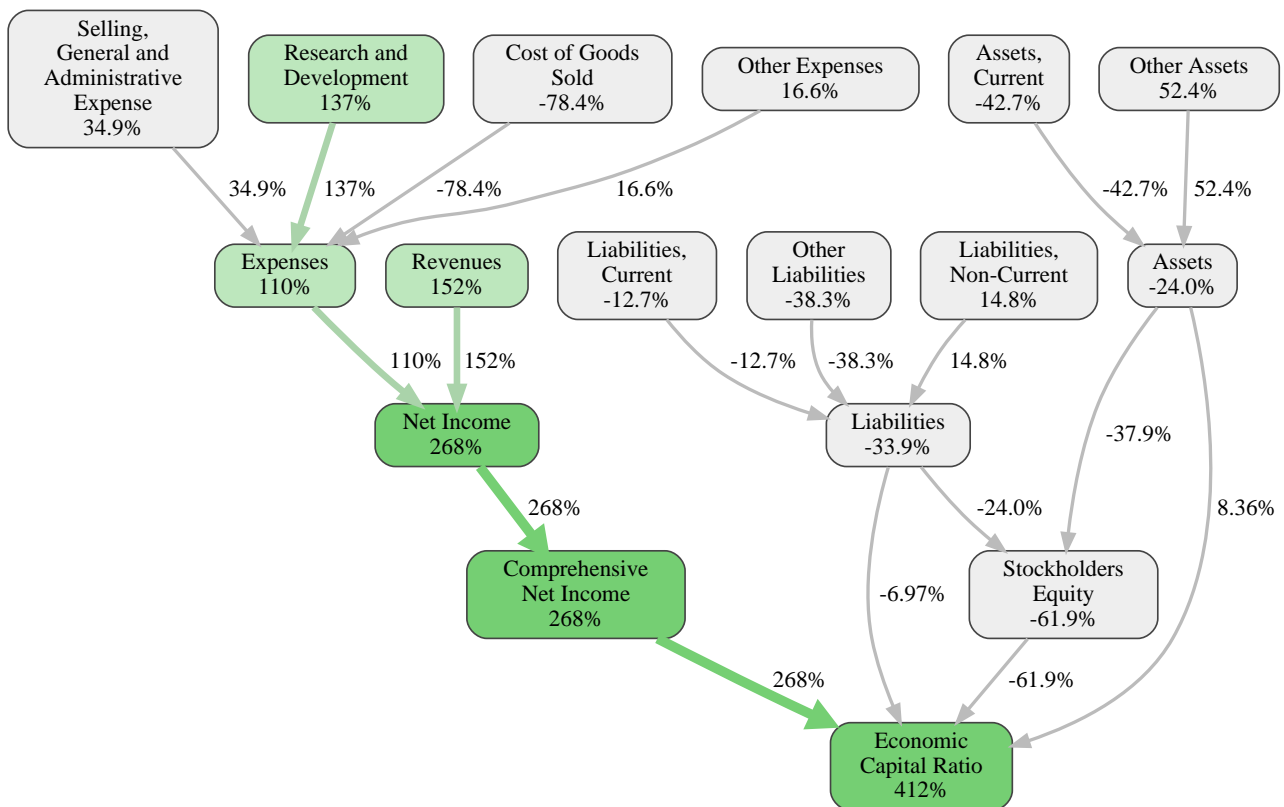 Selling,
General and
Administrative
Expense
34.9%
Research and
Development
137%
Cost of Goods
Sold
-78.4%
Other Expenses
16.6%
Assets,
Current
-42.7%
Other Assets
52.4%
34.9%
137%
-78.4%
16.6%
-42.7%
52.4%
Expenses
110%
Revenues
152%
Liabilities,
Current
-12.7%
Other
Liabilities
-38.3%
Liabilities,
Non-Current
14.8%
Assets
-24.0%
110%
152%
-12.7%
-38.3%
14.8%
Net Income
268%
Liabilities
-33.9%
-37.9%
268%
-24.0%
8.36%
Comprehensive
Net Income
268%
-6.97%
Stockholders
Equity
-61.9%
268%
-61.9%
Economic
Capital Ratio
412%